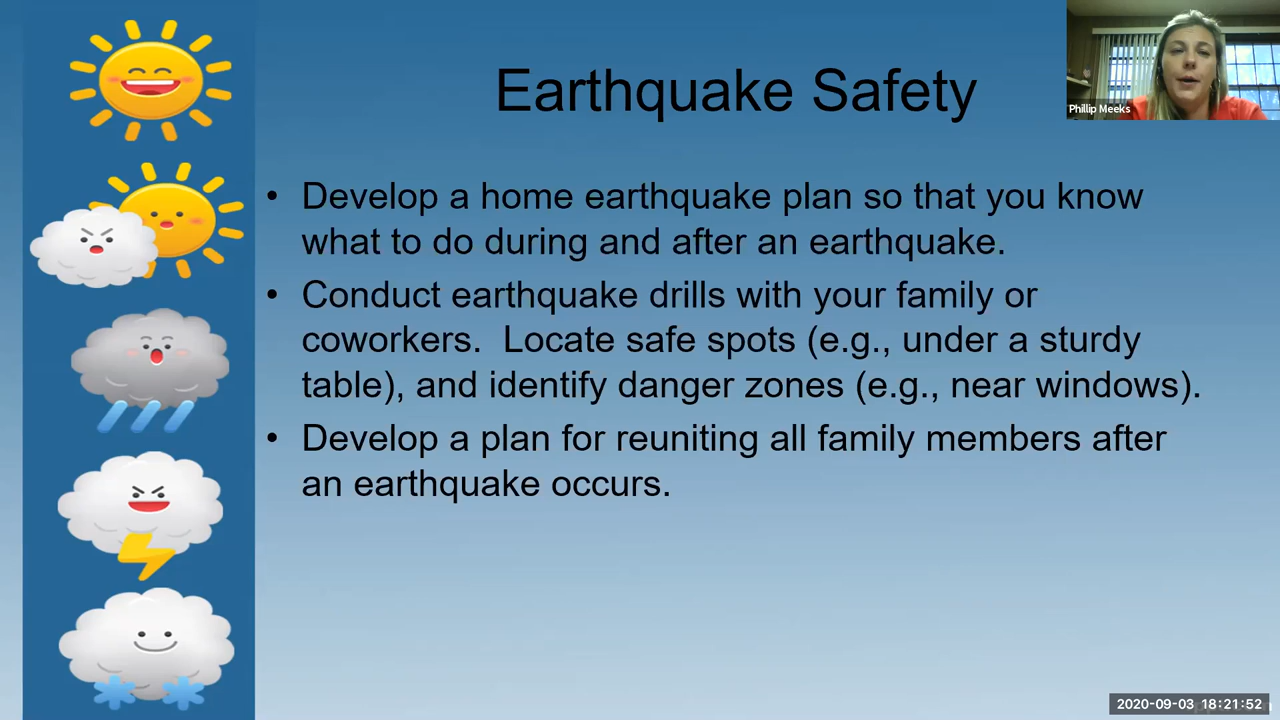 Earthquake Safety
Phillip Meeks
• Develop a home earthquake plan so that you know
what to do during and after an earthquake.
• Conduct earthquake drills with your family or
coworkers.  Locate safe spots (e.g., under a sturdy
table), and identify danger zones (e.g., near windows).
• Develop a plan for reuniting all family members after
an earthquake occurs.
2020-09-03 18:21:52